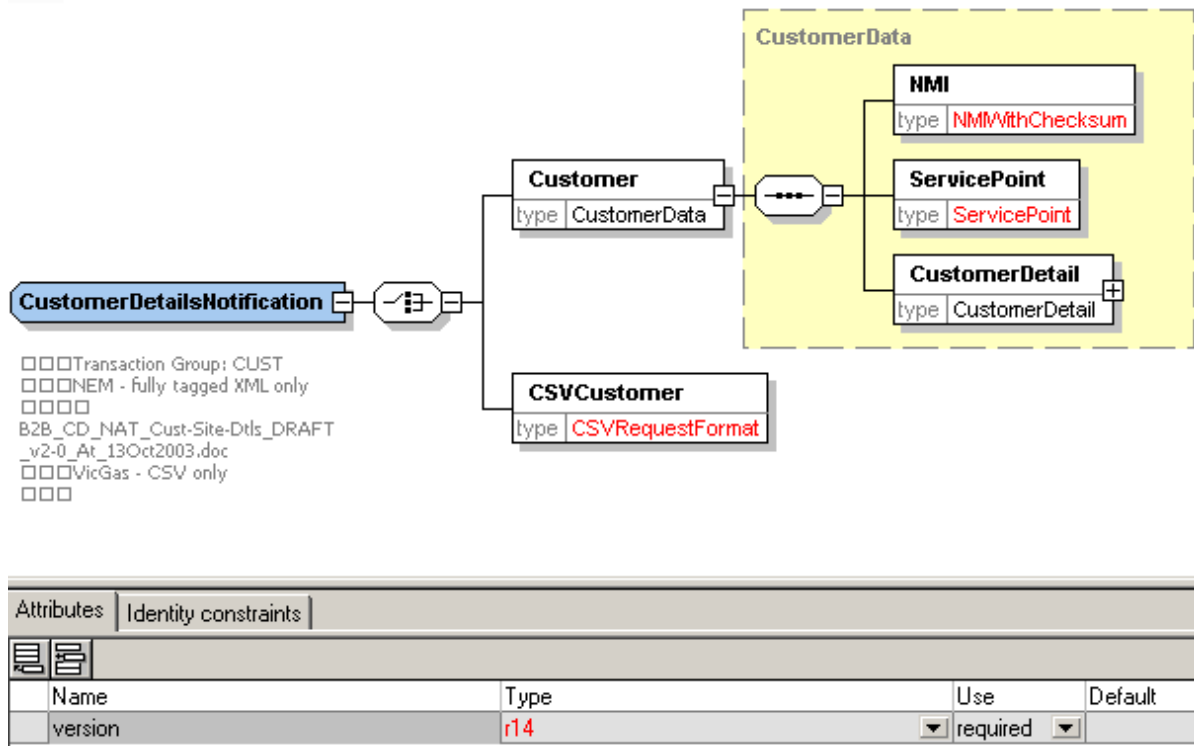 CustomerData
NMI
type NMIWithChecksum
Customer
type CustomerData
ServicePoint
type ServicePoint
CustomerDetail
type CustomerDetail
CustomerDetailsNotification
□□□Transaction Group: CUST
□□□NEM - fully tagged XML only
□□□□
B2B_CD_NAT_Cust-Site-Dtls_DRAFT
_v2-0_At_13Oct2003.doc
□□□VicGas - CSV only
□□□
CSVCustomer
type CSVRequestFormat
Attributes Identity constraints
Name Type Use Default
version r14 required